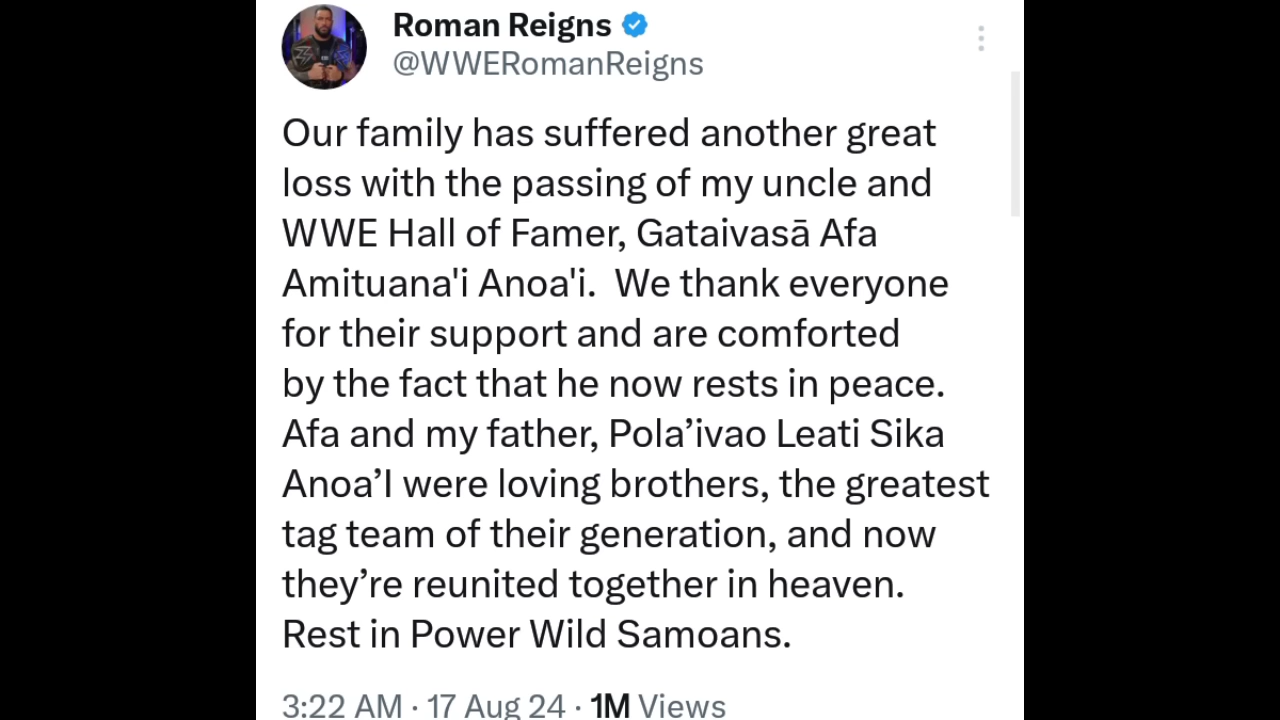 Roman Reigns
@WWERomanReigns
Our family has suffered another great
loss with the passing of my uncle and
WWE Hall of Famer, Gataivasā Afa
Amituana'i Anoa'i.  We thank everyone
for their support and are comforted
by the fact that he now rests in peace.
Afa and my father, Pola’ivao Leati Sika
Anoa’I were loving brothers, the greatest
tag team of their generation, and now
they’re reunited together in heaven.
Rest in Power Wild Samoans.
3:22 AM · 17 Aug 24 · 1M Views